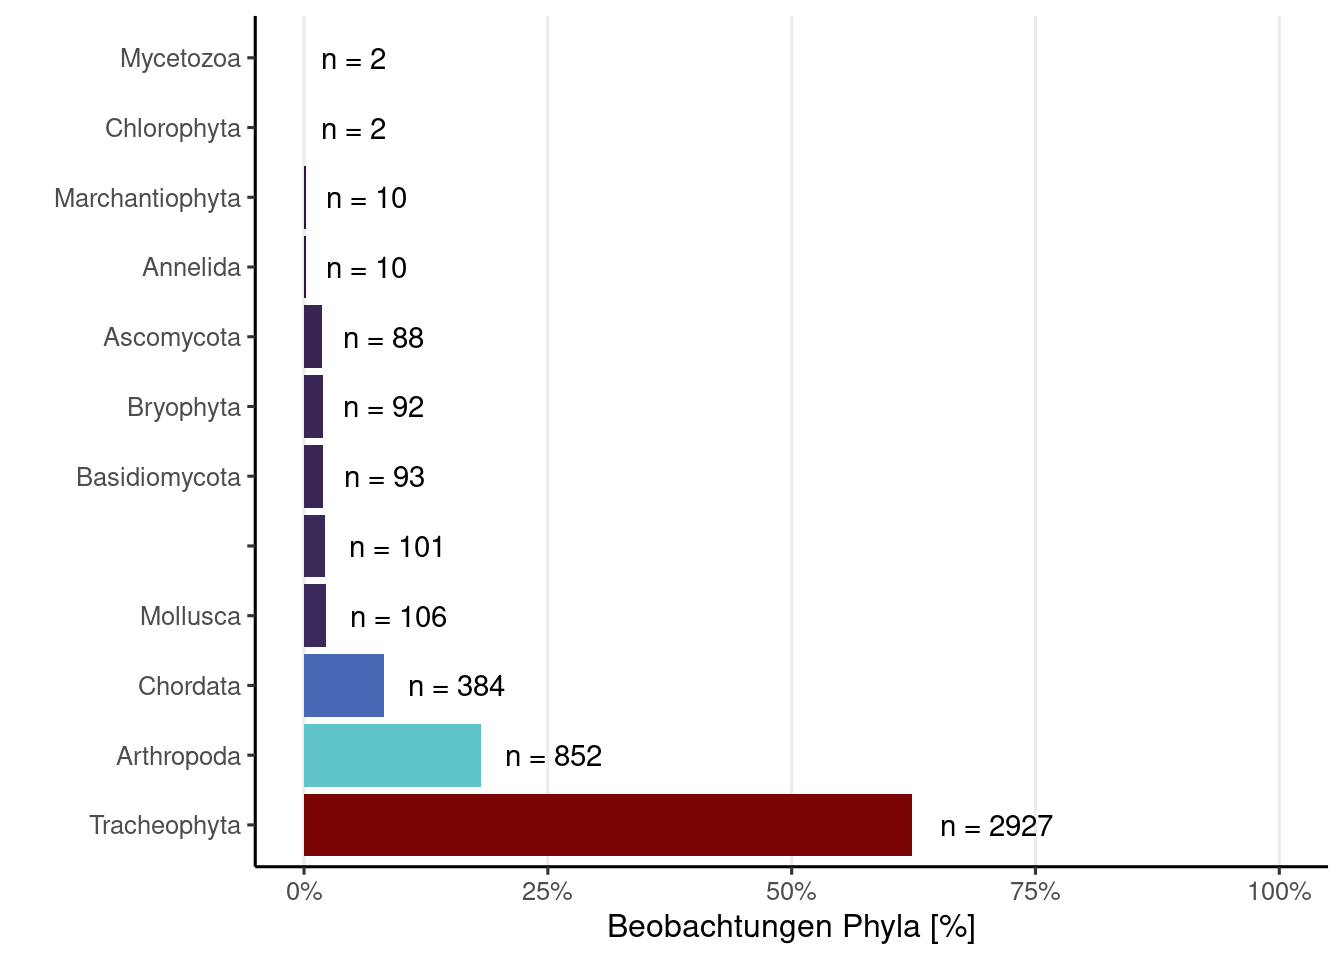 Mycetozoa n = 2
Chlorophyta n = 2
Marchantiophyta n = 10
Annelida n = 10
Ascomycota n = 88
Bryophyta n = 92
Basidiomycota n = 93
n = 101
Mollusca n = 106
Chordata n = 384
Arthropoda n = 852
Tracheophyta n = 2927
0% 25% 50% 75% 100%
Beobachtungen Phyla [%]